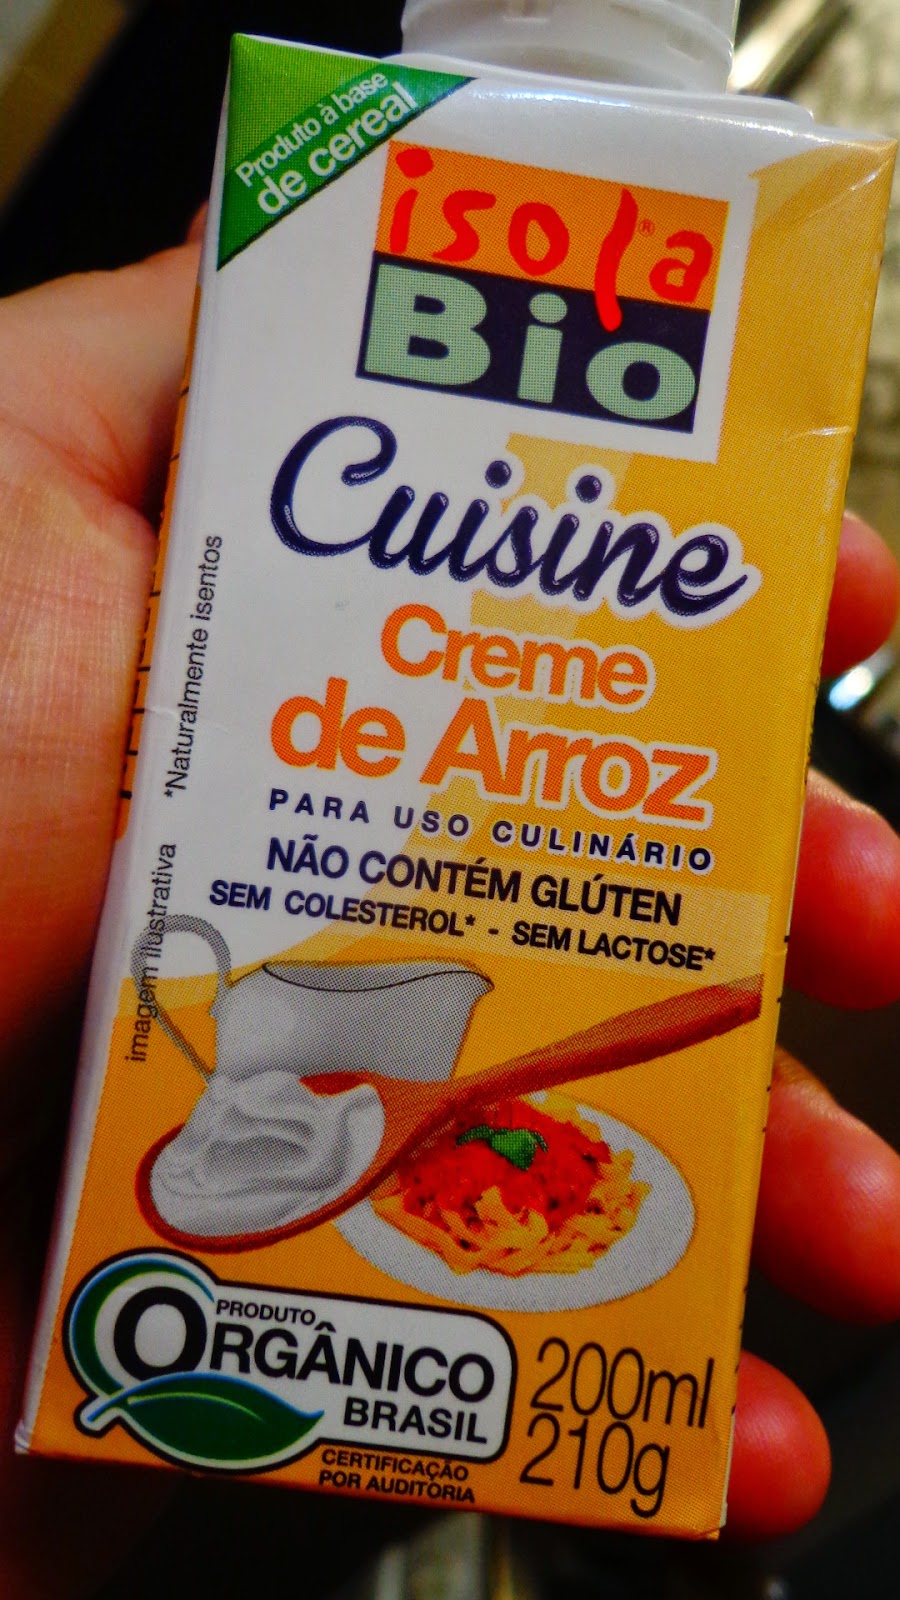 Produto à base
de cereal
isola®
Bio
Cuisine
Creme
de Arroz
PARA USO CULINÁRIO
NÃO CONTÉM GLÚTEN
SEM COLESTEROL* - SEM LACTOSE*
*Naturalmente isentos
imagem ilustrativa
PRODUTO
ORGÂNICO
BRASIL
CERTIFICAÇÃO
POR AUDITORIA
200ml
210g